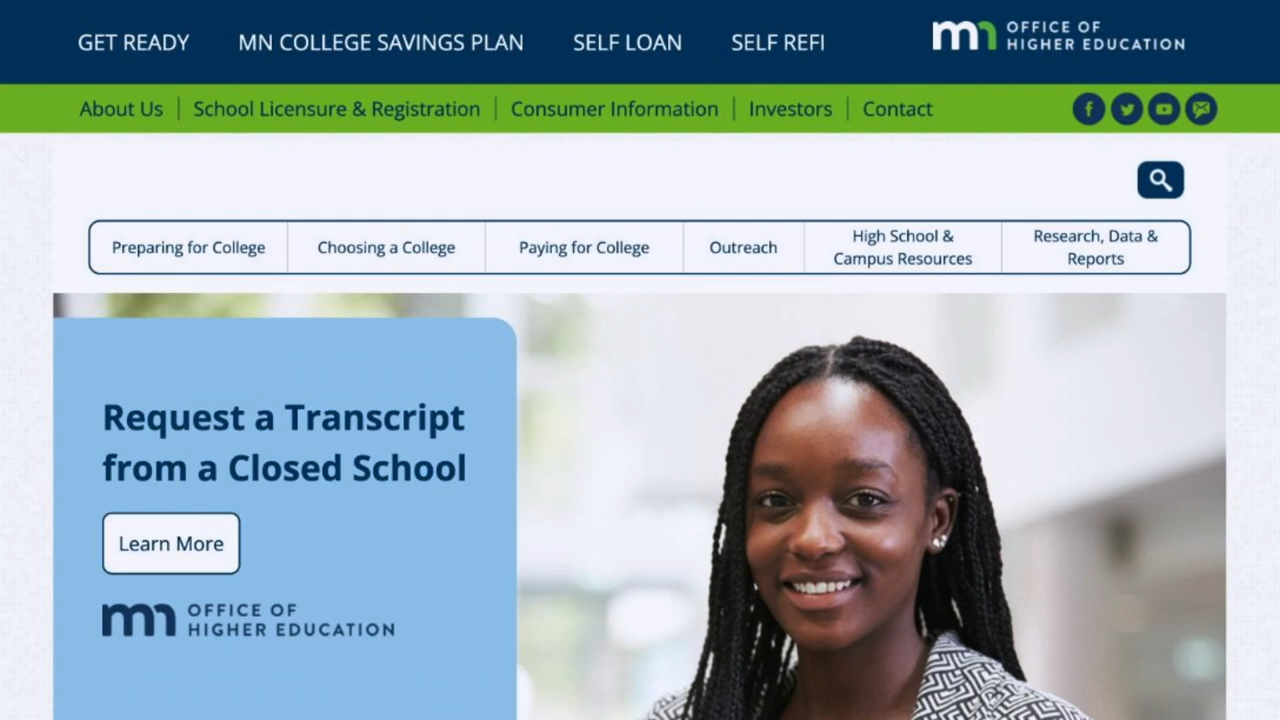 GET READY MN COLLEGE SAVINGS PLAN SELF LOAN SELF REFI
mn OFFICE OF
HIGHER EDUCATION
About Us | School Licensure & Registration | Consumer Information | Investors | Contact
Preparing for College
Choosing a College
Paying for College
Outreach
High School &
Campus Resources
Research, Data &
Reports
Request a Transcript
from a Closed School
Learn More
mn OFFICE OF
HIGHER EDUCATION